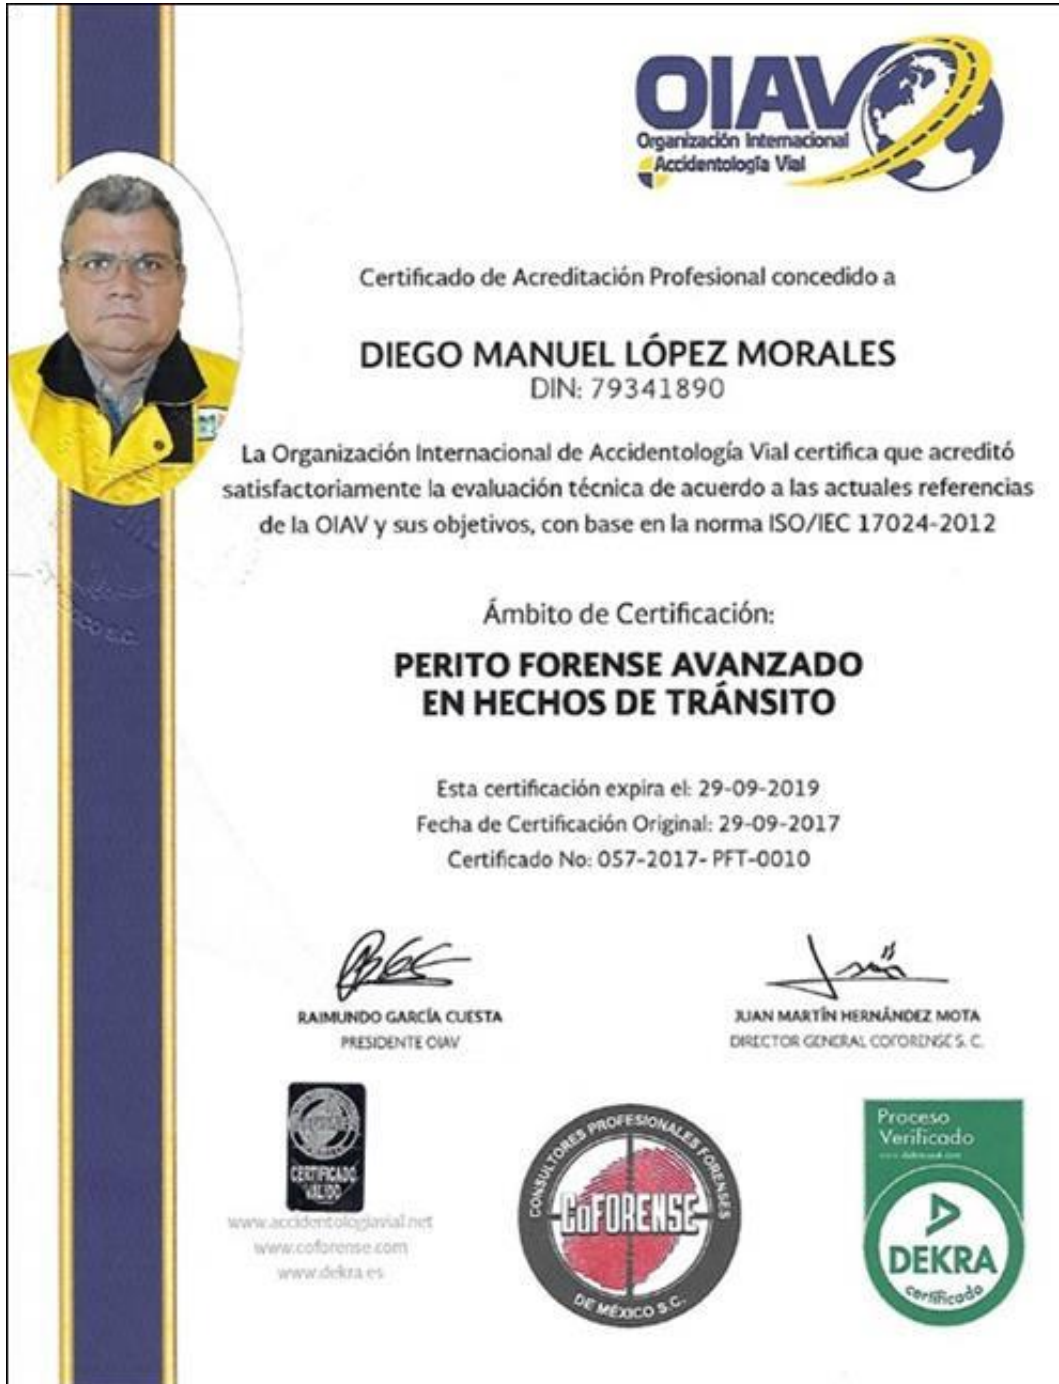 OIAV
Organización Internacional
Accidentología Vial
Certificado de Acreditación Profesional concedido a
DIEGO MANUEL LÓPEZ MORALES
DIN: 79341890
La Organización Internacional de Accidentología Vial certifica que acreditó
satisfactoriamente la evaluación técnica de acuerdo a las actuales referencias
de la OIAV y sus objetivos, con base en la norma ISO/IEC 17024-2012
Ámbito de Certificación:
PERITO FORENSE AVANZADO
EN HECHOS DE TRÁNSITO
Esta certificación expira el: 29-09-2019
Fecha de Certificación Original: 29-09-2017
Certificado No: 057-2017- PFT-0010
RAIMUNDO GARCÍA CUESTA
PRESIDENTE OIAV
JUAN MARTÍN HERNÁNDEZ MOTA
DIRECTOR GENERAL COFORENSE S. C.
CERTIFICADO
VALIDO
www.accidentologiavial.net
www.coforense.com
www.dekra.es
CONSULTORES PROFESIONALES FORENSES
CoFORENSE
DE MÉXICO S.C.
Proceso
Verificado
DEKRA
certificado